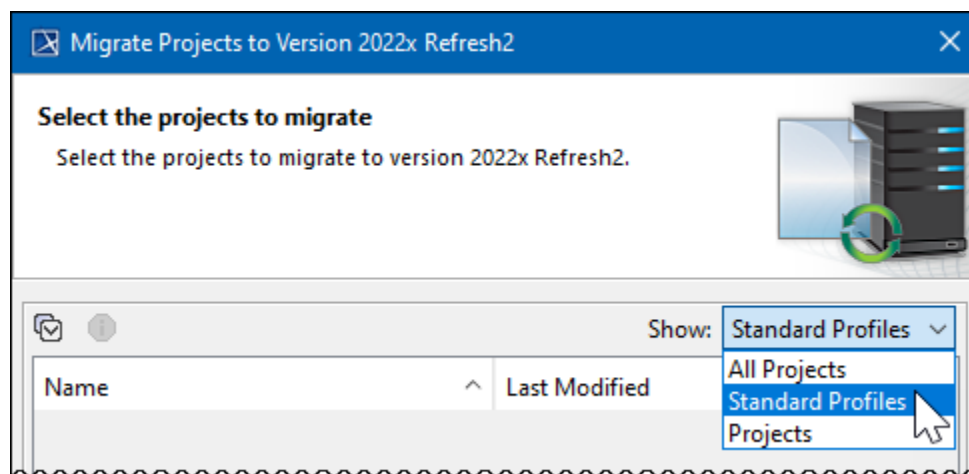 Migrate Projects to Version 2022x Refresh2
Select the projects to migrate
Select the projects to migrate to version 2022x Refresh2.
Show: Standard Profiles
Name Last Modified
All Projects
Standard Profiles
Projects